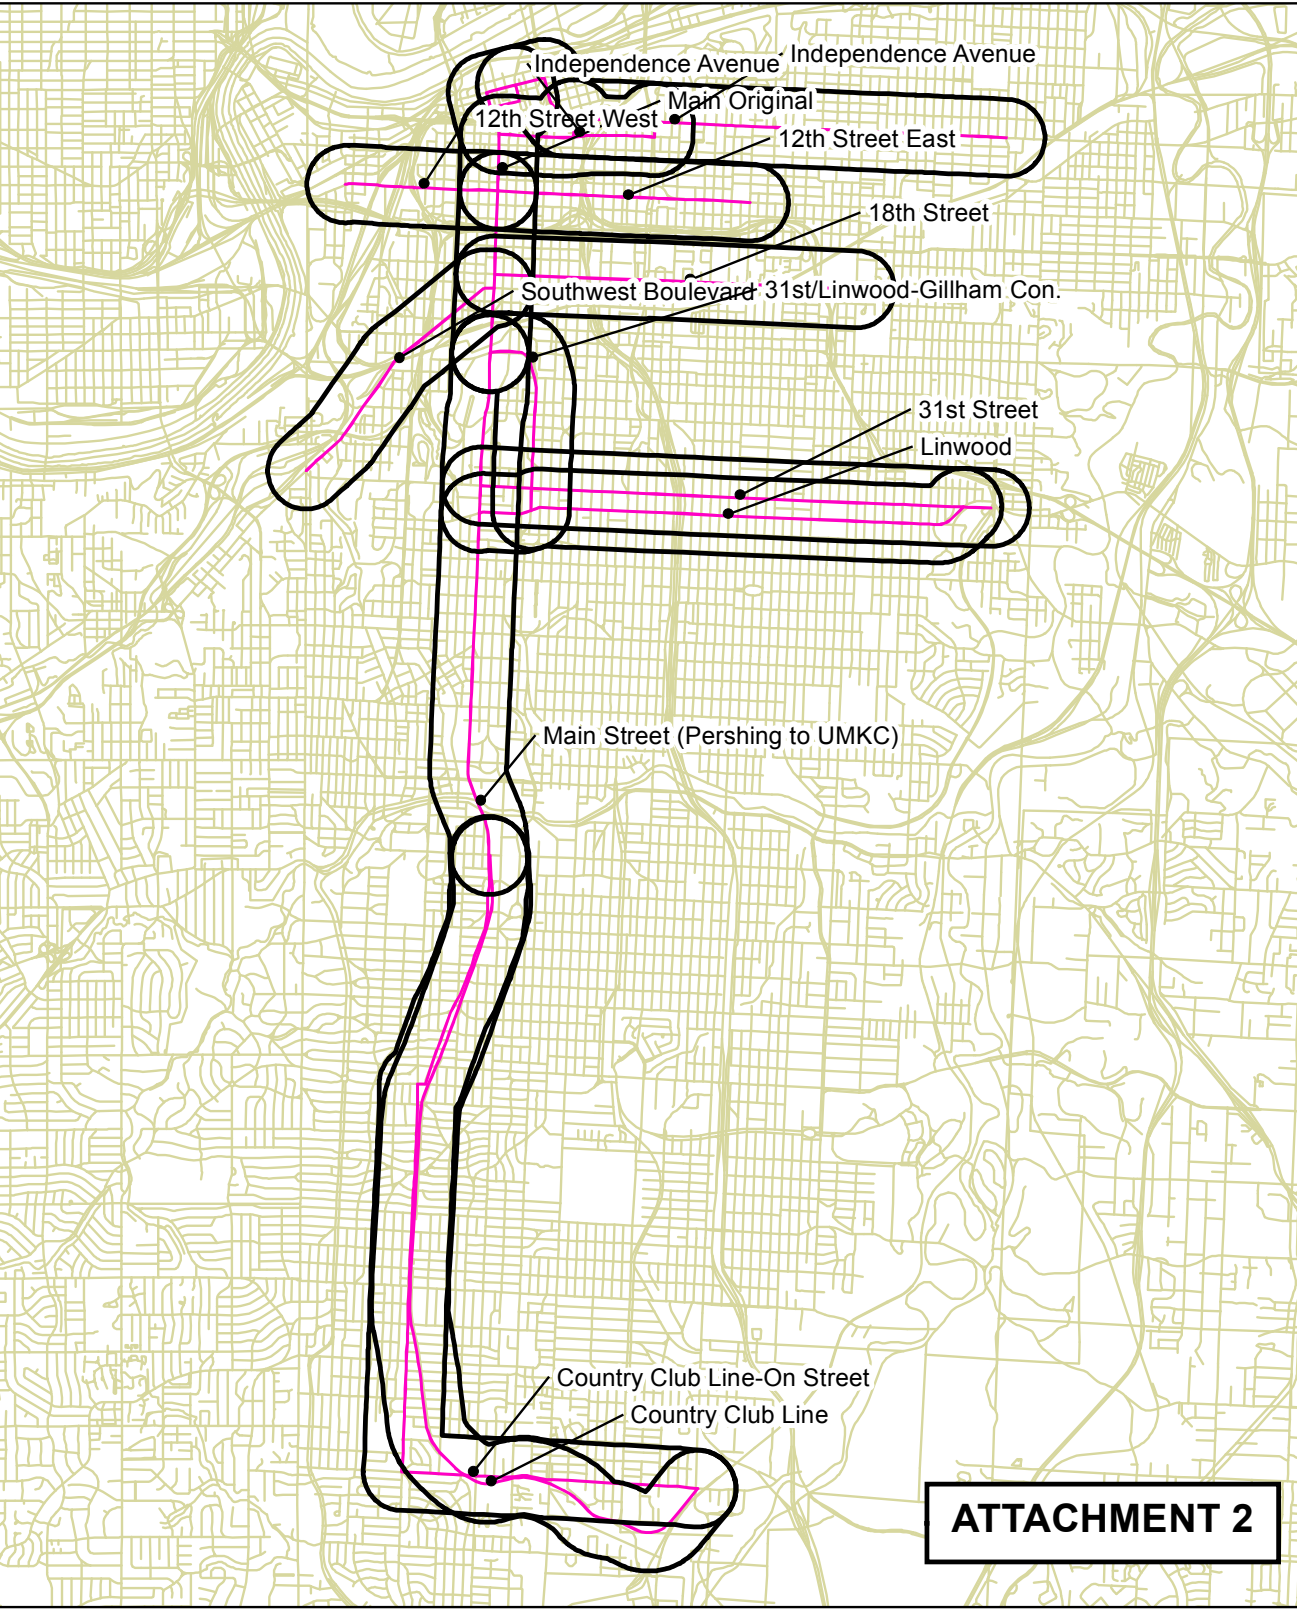 Independence Avenue
Independence Avenue
Main Original
12th Street West
12th Street East
18th Street
Southwest Boulevard
31st/Linwood-Gillham Con.
31st Street
Linwood
Main Street (Pershing to UMKC)
Country Club Line-On Street
Country Club Line
ATTACHMENT 2